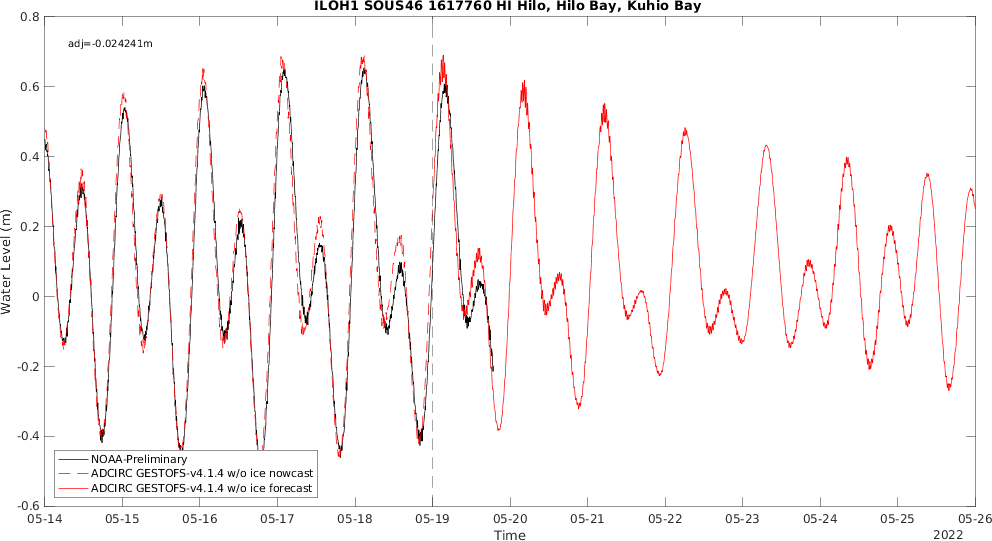 ILOH1 SOUS46 1617760 HI Hilo, Hilo Bay, Kuhio Bay
adj=-0.024241m
Water Level (m)
0.8
0.6
0.4
0.2
0
-0.2
-0.4
-0.6
NOAA-Preliminary
ADCIRC GESTOFS-v4.1.4 w/o ice nowcast
ADCIRC GESTOFS-v4.1.4 w/o ice forecast
05-14 05-15 05-16 05-17 05-18 05-19 05-20 05-21 05-22 05-23 05-24 05-25 05-26
Time
2022